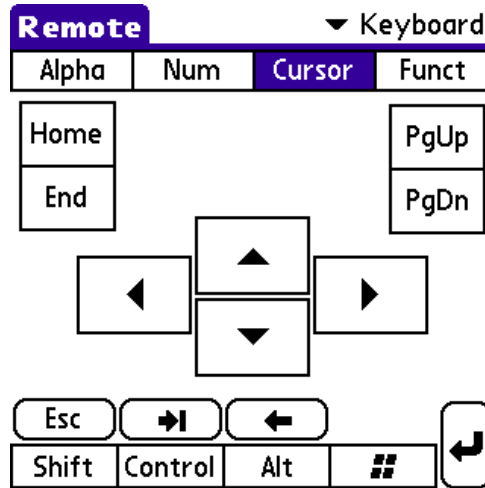 Remote Keyboard
Alpha Num Cursor Funct
Home PgUp
End PgDn
Esc
Shift Control Alt